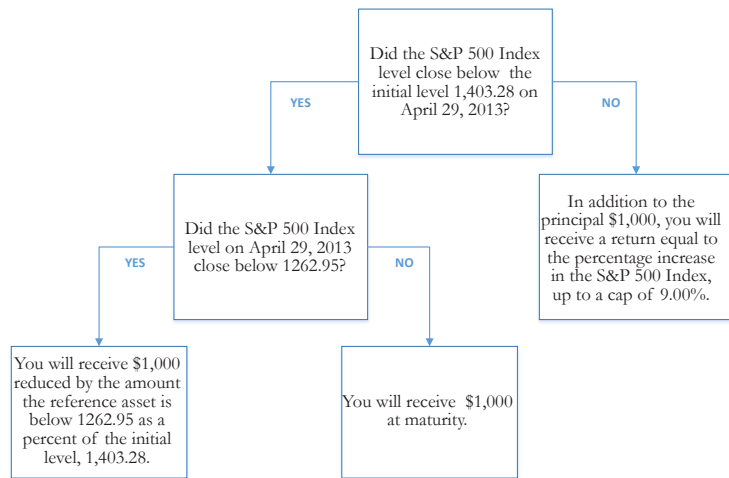 Did the S&P 500 Index
level close below the
initial level 1,403.28 on
April 29, 2013?
YES
NO
Did the S&P 500 Index
level on April 29, 2013
close below 1262.95?
In addition to the
principal $1,000, you will
receive a return equal to
the percentage increase
in the S&P 500 Index,
up to a cap of 9.00%.
YES
NO
You will receive $1,000
reduced by the amount
the reference asset is
below 1262.95 as a
percent of the initial
level, 1,403.28.
You will receive $1,000
at maturity.